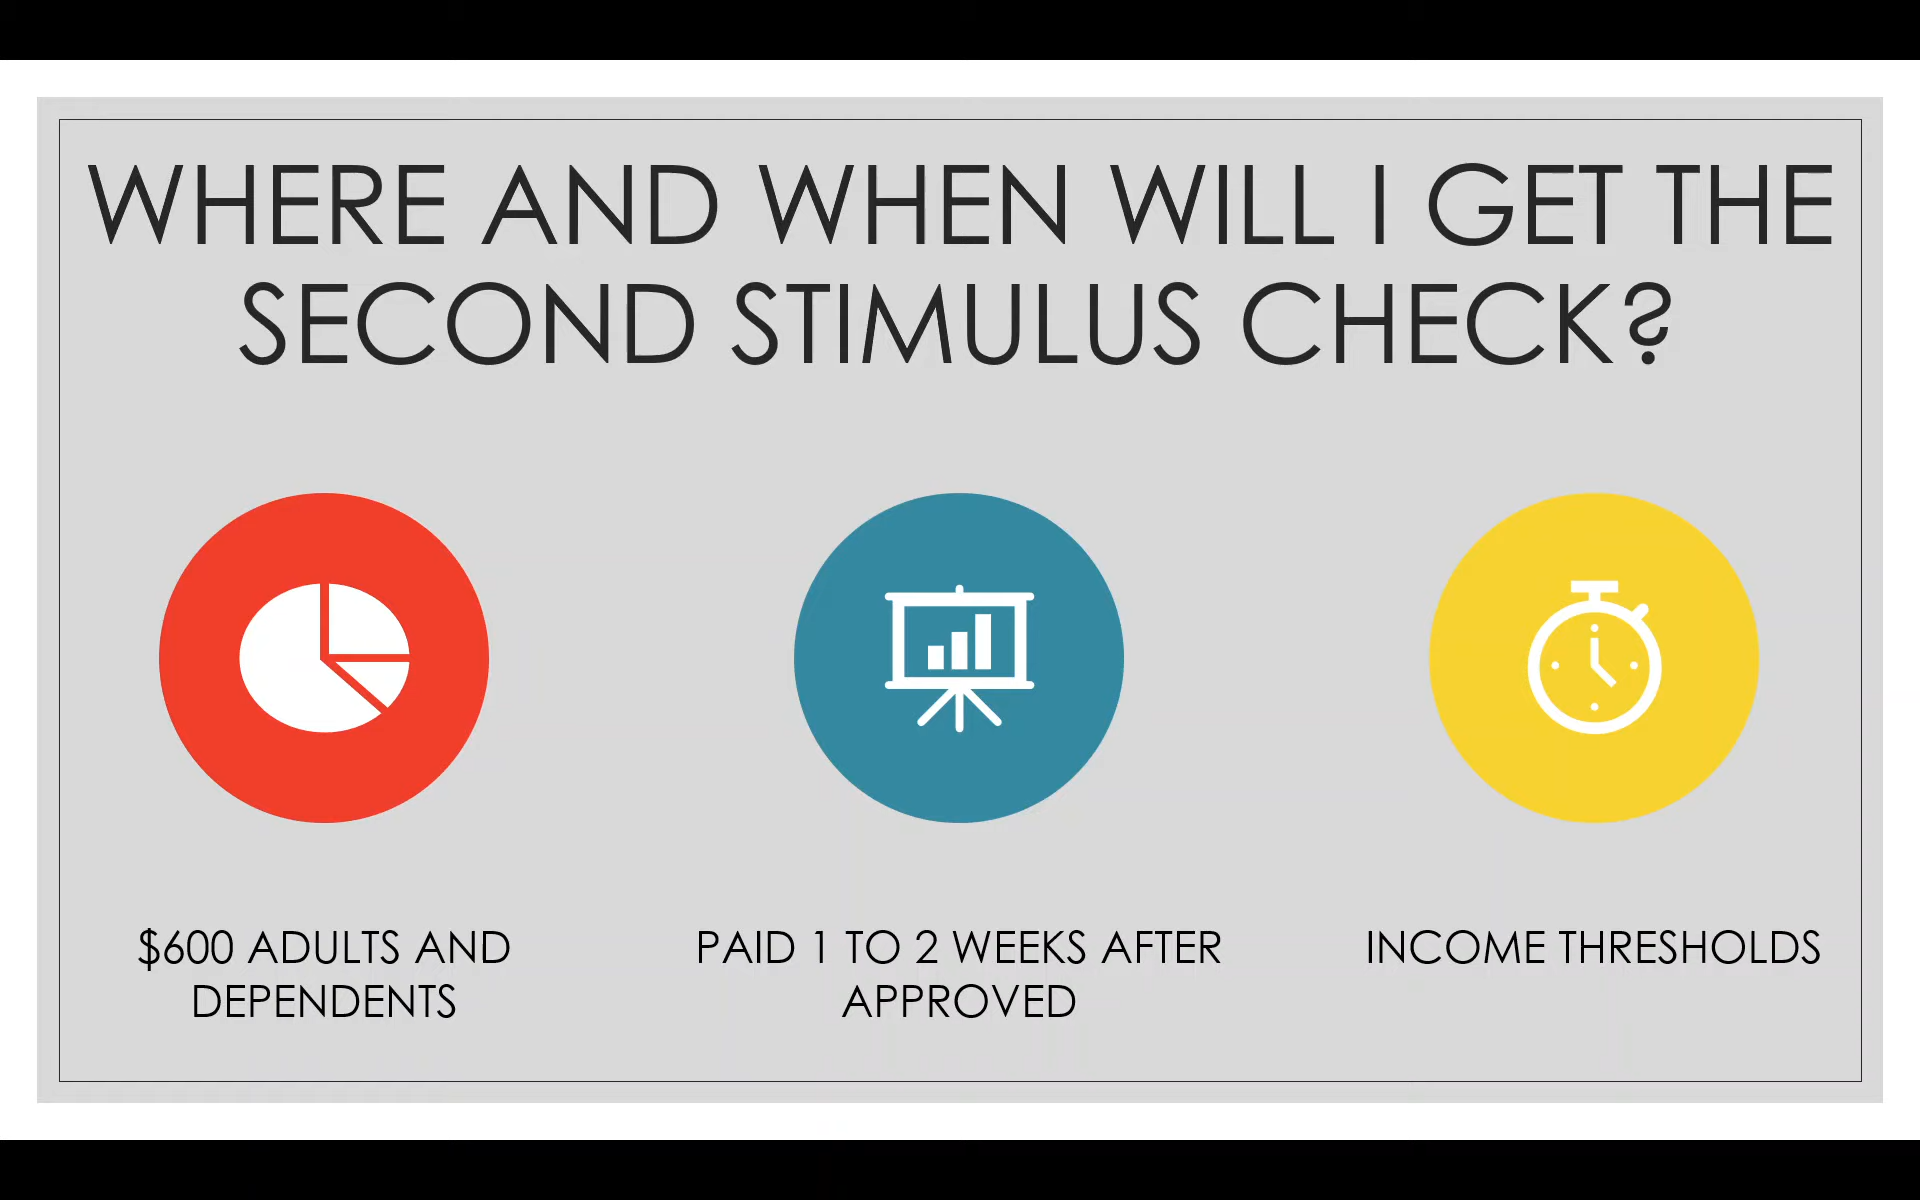 WHERE AND WHEN WILL I GET THE
SECOND STIMULUS CHECK?
$600 ADULTS AND
DEPENDENTS
PAID 1 TO 2 WEEKS AFTER
APPROVED
INCOME THRESHOLDS